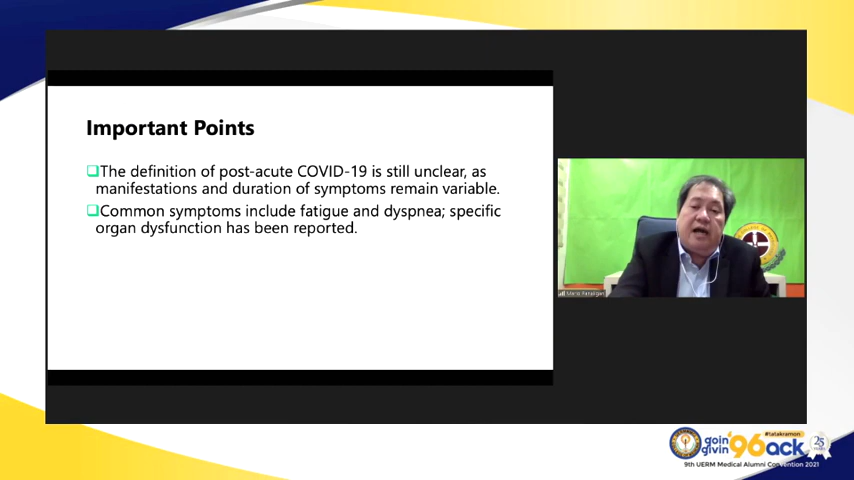 Important Points
❑The definition of post-acute COVID-19 is still unclear, as
manifestations and duration of symptoms remain variable.
❑Common symptoms include fatigue and dyspnea; specific
organ dysfunction has been reported.
#tatakramon
goin '96ack
givin
25
YEARS
9th UERM Medical Alumni Convention 2021